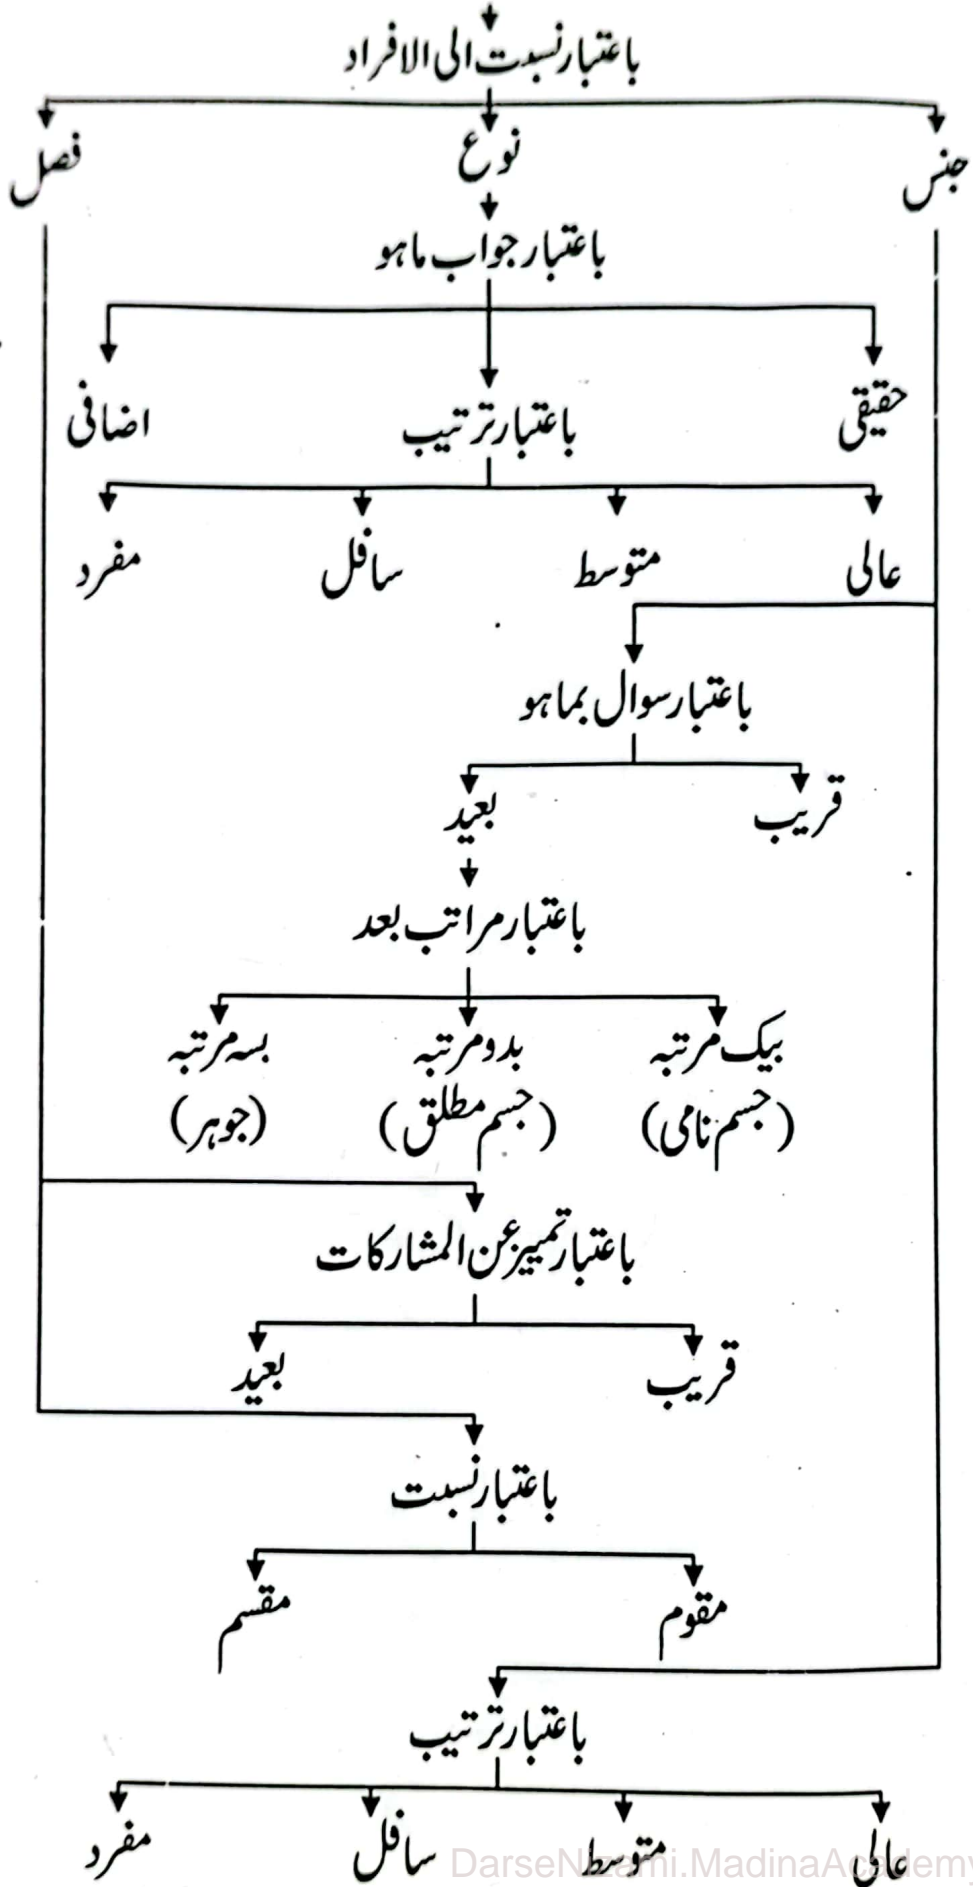 باعتبار نسبت الی الافراد
جنس نوع فصل
باعتبار جواب ماہو
حقیقی باعتبار ترتیب اضافی
عالی متوسط سافل مفرد
باعتبار سوال بماہو
قریب بعید
باعتبار مراتب بعد
بیک مرتبہ بدو مرتبہ بسہ مرتبہ
(جسم نامی) (جسم مطلق) (جوہر)
باعتبار تمییز عن المشارکات
قریب بعید
باعتبار نسبت
مقوم مقسم
باعتبار ترتیب
عالی متوسط سافل مفرد
DarseNizami.MadinaAcademy